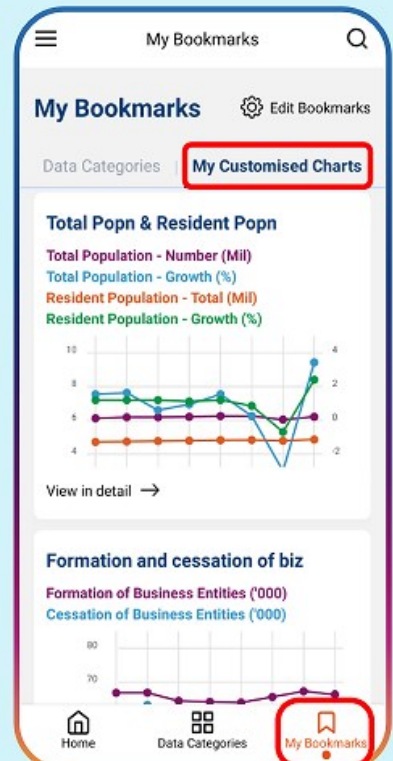 My Bookmarks
My Bookmarks
Edit Bookmarks
Data Categories | My Customised Charts
Total Popn & Resident Popn
Total Population - Number (Mil)
Total Population - Growth (%)
Resident Population - Total (Mil)
Resident Population - Growth (%)
10 4
8 2
6 0
4 -2
View in detail →
Formation and cessation of biz
Formation of Business Entities ('000)
Cessation of Business Entities ('000)
80
70
Home Data Categories My Bookmarks